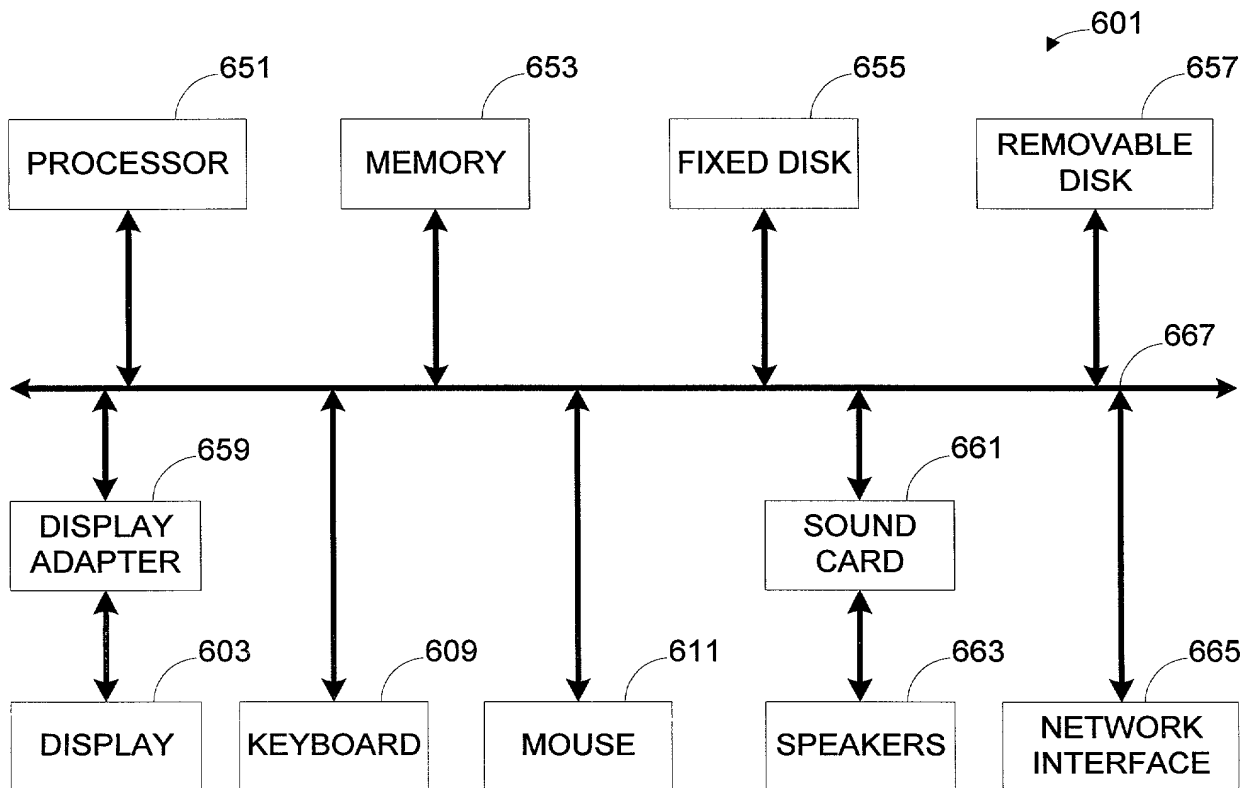 601
651
653
655
657
PROCESSOR
MEMORY
FIXED DISK
REMOVABLE
DISK
667
659
661
DISPLAY
ADAPTER
SOUND
CARD
603
609
611
663
665
DISPLAY
KEYBOARD
MOUSE
SPEAKERS
NETWORK
INTERFACE